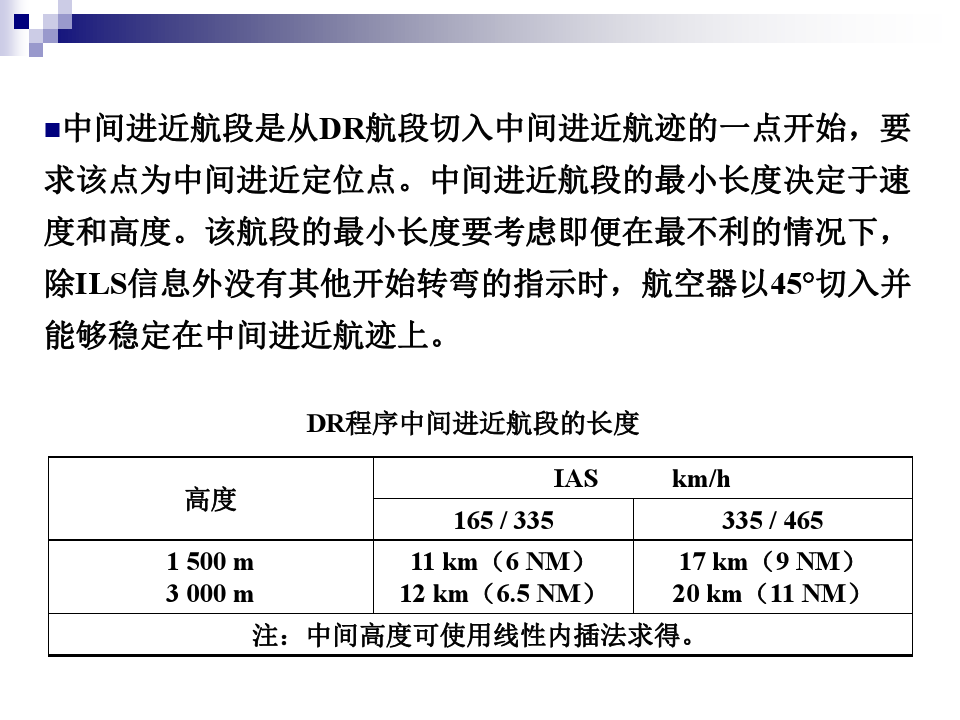 ■中间进近航段是从DR航段切入中间进近航迹的一点开始，要
求该点为中间进近定位点。中间进近航段的最小长度决定于速
度和高度。该航段的最小长度要考虑即便在最不利的情况下，
除ILS信息外没有其他开始转弯的指示时，航空器以45°切入并
能够稳定在中间进近航迹上。
DR程序中间进近航段的长度
高度
IAS km/h
165 / 335 335 / 465
1 500 m 11 km（6 NM） 17 km（9 NM）
3 000 m 12 km（6.5 NM） 20 km（11 NM）
注：中间高度可使用线性内插法求得。